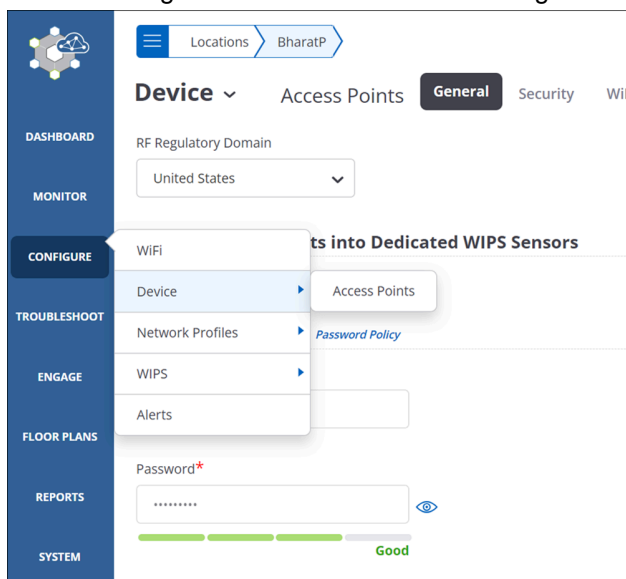 Locations
BharatP
Device
Access Points
General
Security
DASHBOARD
RF Regulatory Domain
United States
MONITOR
CONFIGURE
WiFi
ts into Dedicated WIPS Sensors
Device
Access Points
TROUBLESHOOT
Network Profiles
Password Policy
WIPS
ENGAGE
Alerts
FLOOR PLANS
Password*
REPORTS
Good
SYSTEM